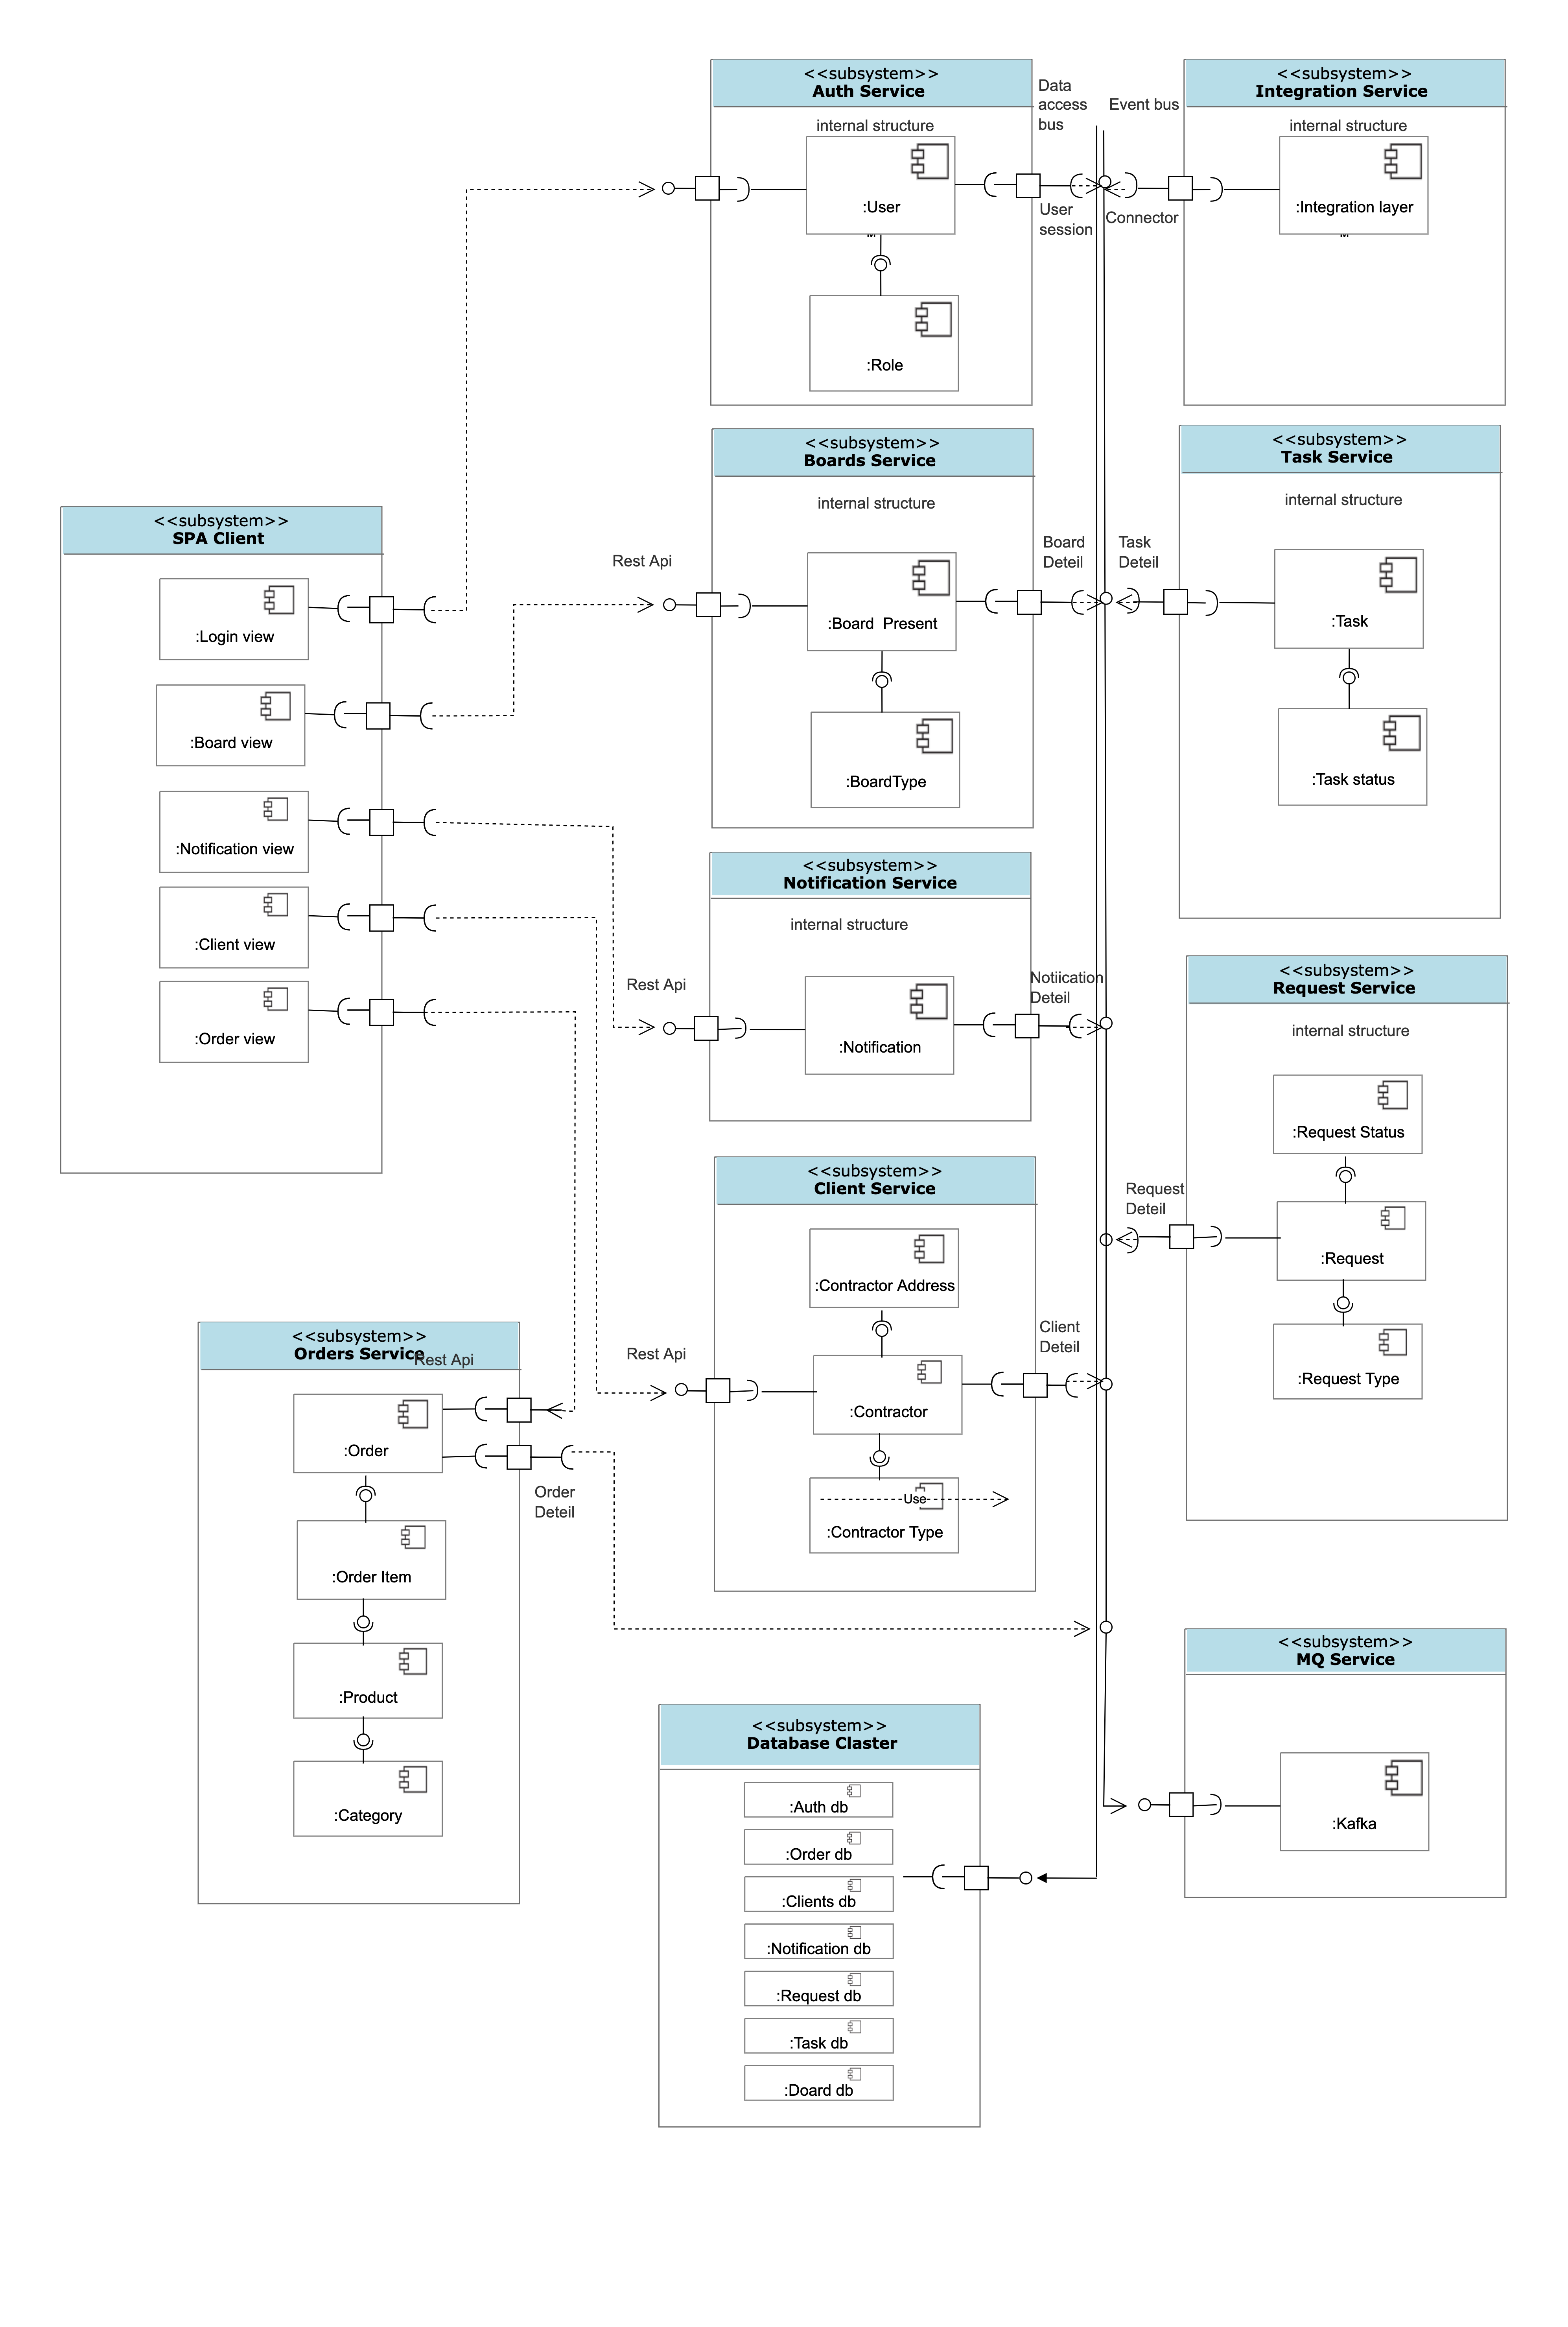 <<subsystem>>
Auth Service
internal structure
:User
:Role
Data
access
bus
Event bus
User
session
Connector
<<subsystem>>
Integration Service
internal structure
:Integration layer
<<subsystem>>
SPA Client
:Login view
:Board view
:Notification view
:Client view
:Order view
Rest Api
<<subsystem>>
Boards Service
internal structure
:Board  Present
:BoardType
Board
Deteil
Task
Deteil
<<subsystem>>
Task Service
internal structure
:Task
:Task status
Rest Api
<<subsystem>>
Notification Service
internal structure
:Notification
Notiication
Deteil
<<subsystem>>
Request Service
internal structure
:Request Status
:Request
:Request Type
Request
Deteil
Rest Api
<<subsystem>>
Client Service
:Contractor Address
:Contractor
Use
:Contractor Type
Client
Deteil
<<subsystem>>
Orders Service
Rest Api
:Order
:Order Item
:Product
:Category
Order
Deteil
<<subsystem>>
MQ Service
:Kafka
<<subsystem>>
Database Claster
:Auth db
:Order db
:Clients db
:Notification db
:Request db
:Task db
:Doard db